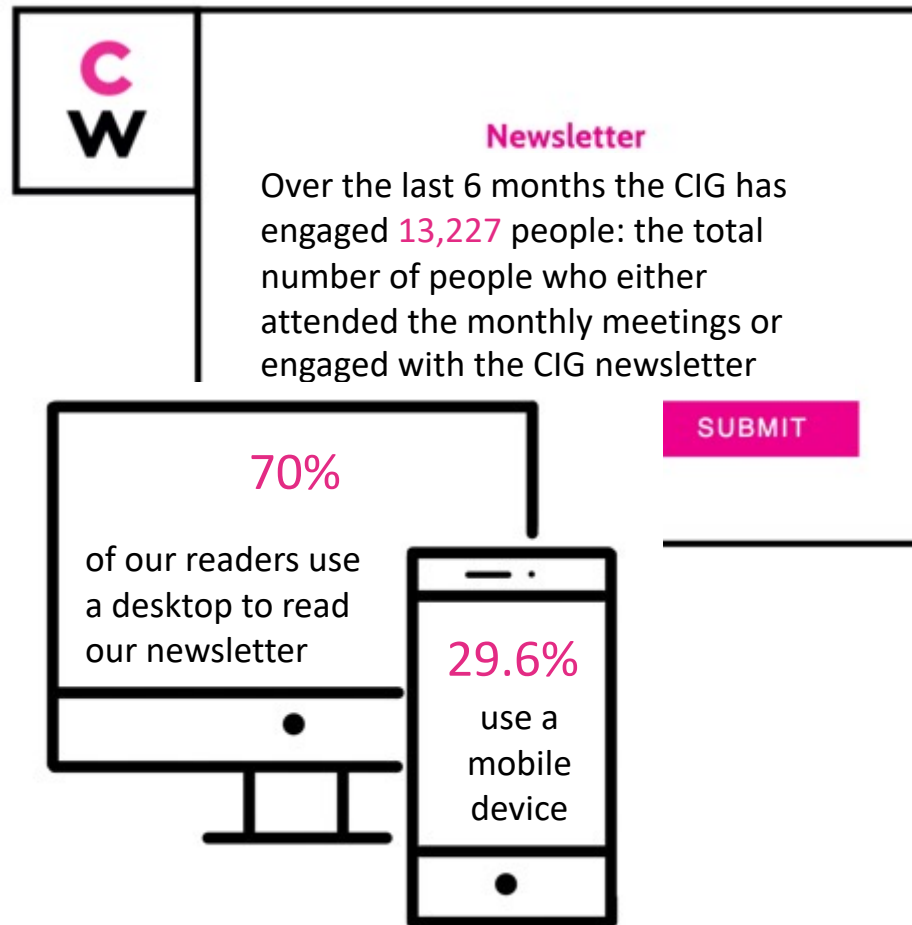 C
W
Newsletter
Over the last 6 months the CIG has
engaged 13,227 people: the total
number of people who either
attended the monthly meetings or
engaged with the CIG newsletter
SUBMIT
70%
of our readers use
a desktop to read
our newsletter
29.6%
use a
mobile
device